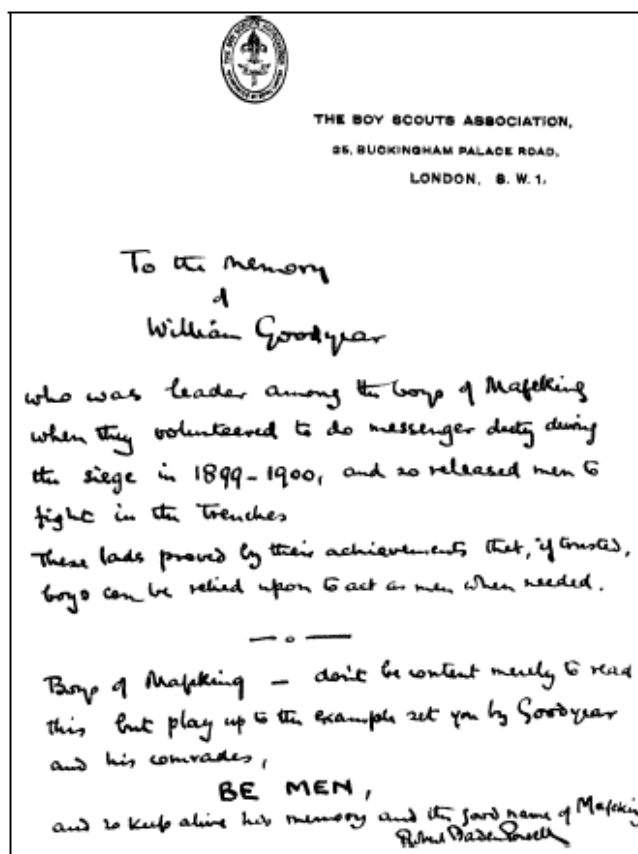 THE BOY SCOUTS ASSOCIATION
THE BOY SCOUTS ASSOCIATION,
25, BUCKINGHAM PALACE ROAD,
LONDON, S. W. 1.
To the memory
of
William Goodyear
who was leader among the boys of Mafeking
when they volunteered to do messenger duty during
the siege in 1899-1900, and so released men to
fight in the trenches
These lads proved by their achievements that, if trusted,
boys can be relied upon to act as men when needed.
Boys of Mafeking — don't be content merely to read
this but play up to the example set you by Goodyear
and his comrades,
BE MEN,
and so keep alive his memory and the good name of Mafeking
Robert Baden Powell